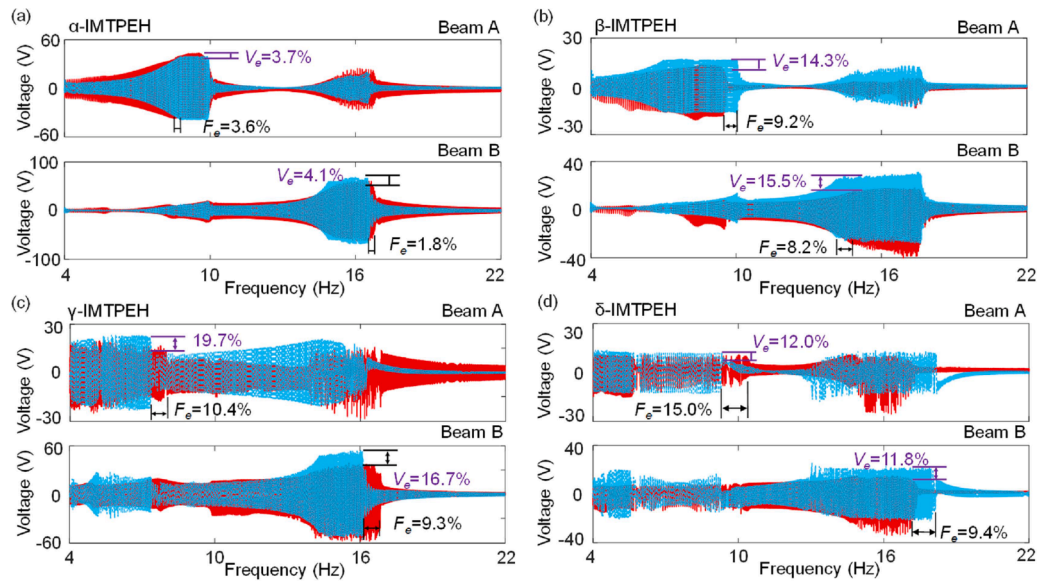 (a) α-IMTPEH Beam A
60
0
-60
Voltage (V)
Ve=3.7%
Fe=3.6%
Beam B
100
0
-100
Voltage (V)
Ve=4.1%
Fe=1.8%
4 10 16 22
Frequency (Hz)
(b) β-IMTPEH Beam A
30
0
-30
Voltage (V)
Ve=14.3%
Fe=9.2%
Beam B
40
0
-40
Voltage (V)
Ve=15.5%
Fe=8.2%
4 10 16 22
Frequency (Hz)
(c) γ-IMTPEH Beam A
30
0
-30
Voltage (V)
19.7%
Fe=10.4%
Beam B
60
0
-60
Voltage (V)
Ve=16.7%
Fe=9.3%
4 10 16 22
Frequency (Hz)
(d) δ-IMTPEH Beam A
30
0
-30
Voltage (V)
Ve=12.0%
Fe=15.0%
Beam B
40
0
-40
Voltage (V)
Ve=11.8%
Fe=9.4%
4 10 16 22
Frequency (Hz)